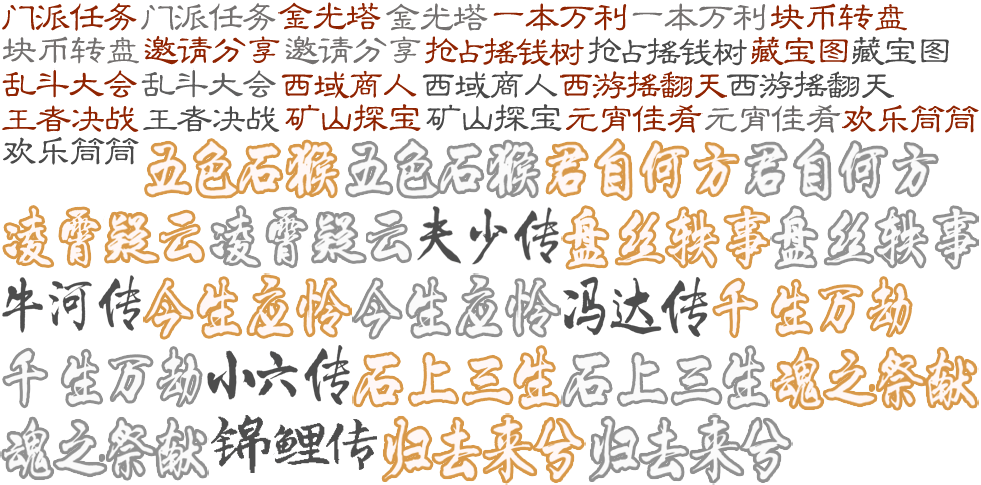 门派任务 门派任务 金光塔 金光塔 一本万利 一本万利 块币转盘
块币转盘 邀请分享 邀请分享 抢占摇钱树 抢占摇钱树 藏宝图 藏宝图
乱斗大会 乱斗大会 西域商人 西域商人 西游摇翻天 西游摇翻天
王者决战 王者决战 矿山探宝 矿山探宝 元宵佳肴 元宵佳肴 欢乐筒筒
欢乐筒筒 五色石猴 五色石猴 君自何方 君自何方
凌霄疑云 凌霄疑云 夫少传 盘丝轶事 盘丝轶事
牛河传 今生应怜 今生应怜 冯达传 千生万劫
千生万劫 小六传 石上三生 石上三生 魂之祭献
魂之祭献 锦鲤传 归去来兮 归去来兮